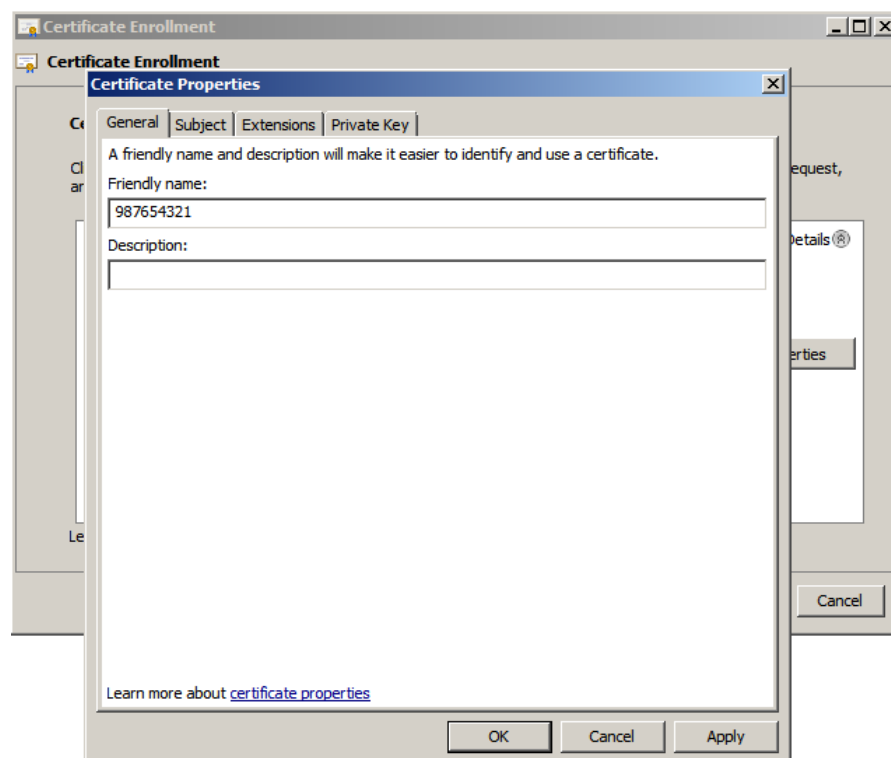 Certificate Enrollment
Certificate Enrollment
Certificate Properties
General Subject Extensions Private Key
A friendly name and description will make it easier to identify and use a certificate.
equest,
Friendly name:
987654321
Description:
Details
erties
Learn more about certificate properties
Cancel
OK Cancel Apply